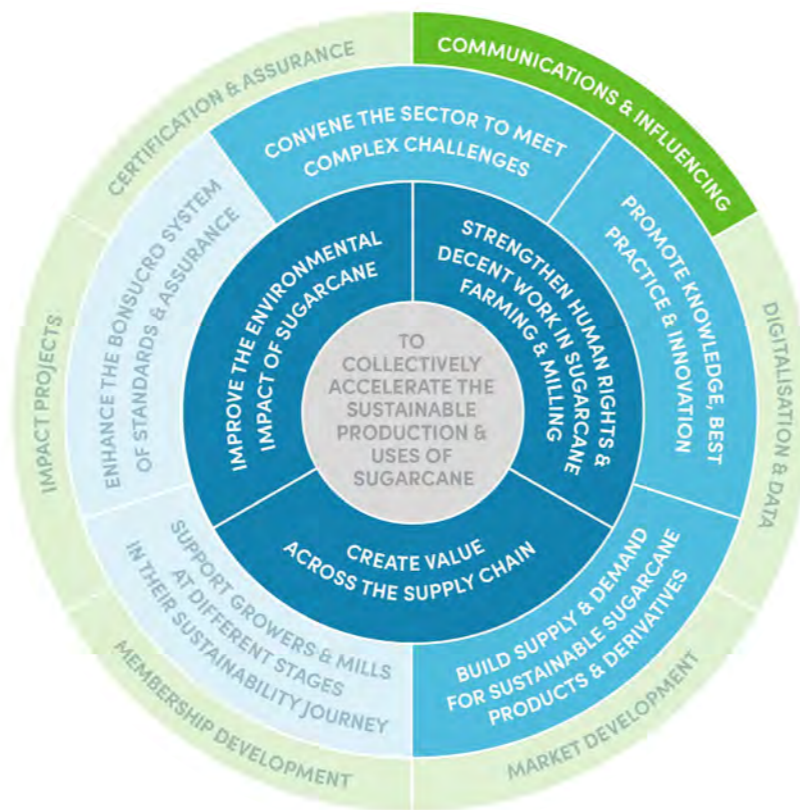 CERTIFICATION & ASSURANCE
COMMUNICATIONS & INFLUENCING
DIGITALISATION & DATA
MARKET DEVELOPMENT
MEMBERSHIP DEVELOPMENT
IMPACT PROJECTS
CONVENE THE SECTOR TO MEET
COMPLEX CHALLENGES
PROMOTE KNOWLEDGE, BEST
PRACTICE & INNOVATION
BUILD SUPPLY & DEMAND
FOR SUSTAINABLE SUGARCANE
PRODUCTS & DERIVATIVES
SUPPORT GROWERS & MILLS
AT DIFFERENT STAGES
IN THEIR SUSTAINABILITY JOURNEY
ENHANCE THE BONSUCRO SYSTEM
OF STANDARDS & ASSURANCE
IMPROVE THE ENVIRONMENTAL
IMPACT OF SUGARCANE
STRENGTHEN HUMAN RIGHTS &
DECENT WORK IN SUGARCANE
FARMING & MILLING
CREATE VALUE
ACROSS THE SUPPLY CHAIN
TO
COLLECTIVELY
ACCELERATE THE
SUSTAINABLE
PRODUCTION &
USES OF
SUGARCANE